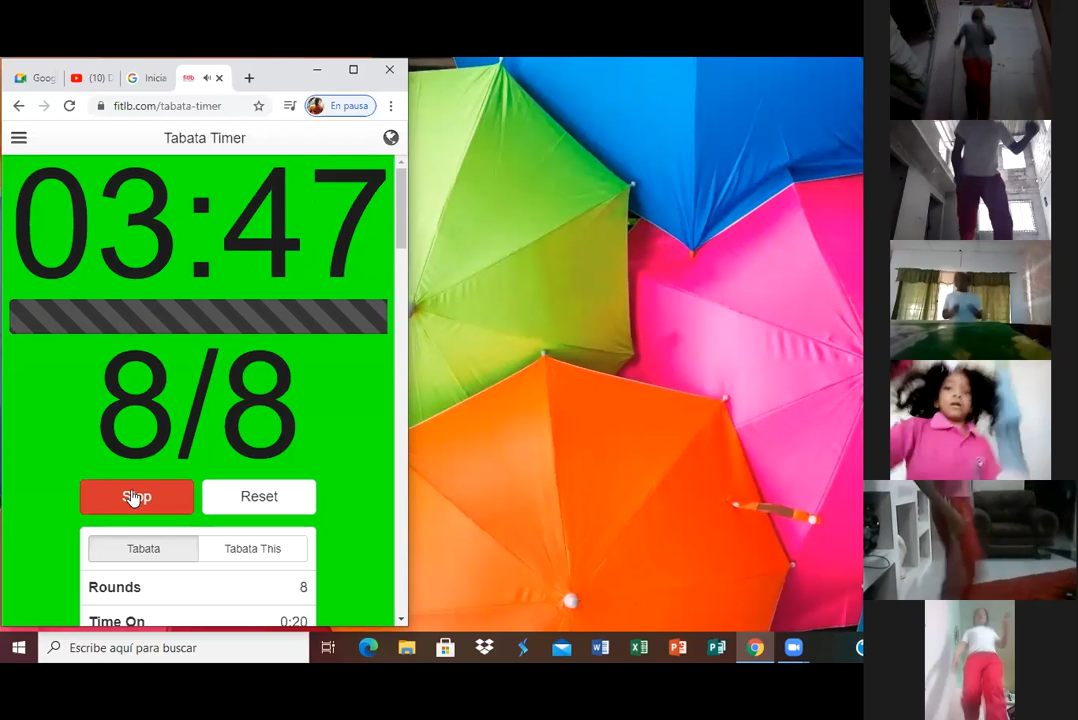 Goog
(10) D
Inicia
fitlb.com/tabata-timer
En pausa
Tabata Timer
03:47
8/8
Stop
Reset
Tabata
Tabata This
Rounds 8
Time On 0:20
Escribe aquí para buscar